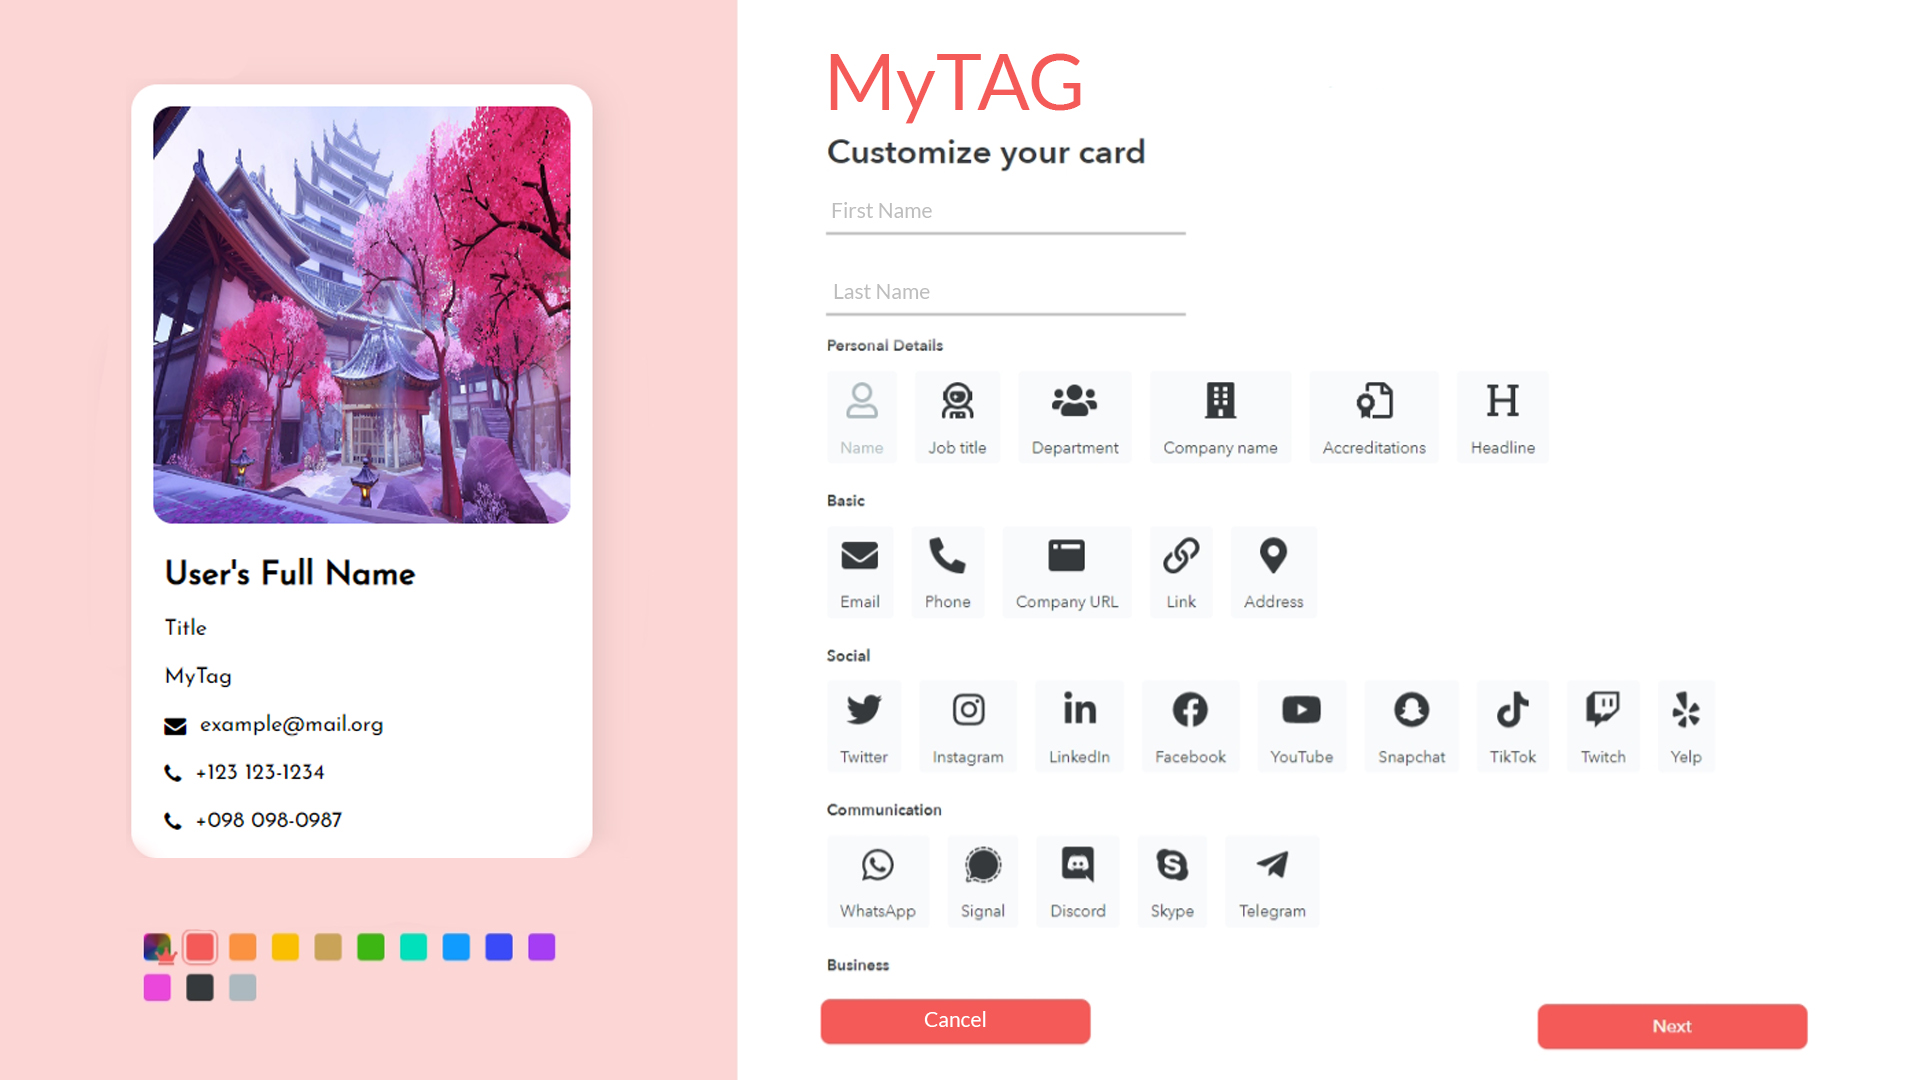 User's Full Name
Title
MyTag
example@mail.org
+123 123-1234
+098 098-0987
MyTAG
Customize your card
First Name
Last Name
Personal Details
Name Job title Department Company name Accreditations Headline
Basic
Email Phone Company URL Link Address
Social
Twitter Instagram LinkedIn Facebook YouTube Snapchat TikTok Twitch Yelp
Communication
WhatsApp Signal Discord Skype Telegram
Business
Cancel
Next